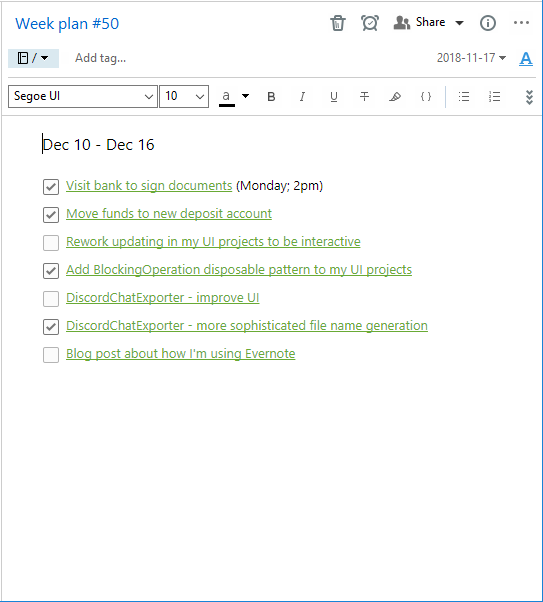 Week plan #50
Share
/
Add tag...
2018-11-17
A
Segoe UI
10
a
B
I
U
T
{ }
Dec 10 - Dec 16
Visit bank to sign documents (Monday; 2pm)
Move funds to new deposit account
Rework updating in my UI projects to be interactive
Add BlockingOperation disposable pattern to my UI projects
DiscordChatExporter - improve UI
DiscordChatExporter - more sophisticated file name generation
Blog post about how I'm using Evernote